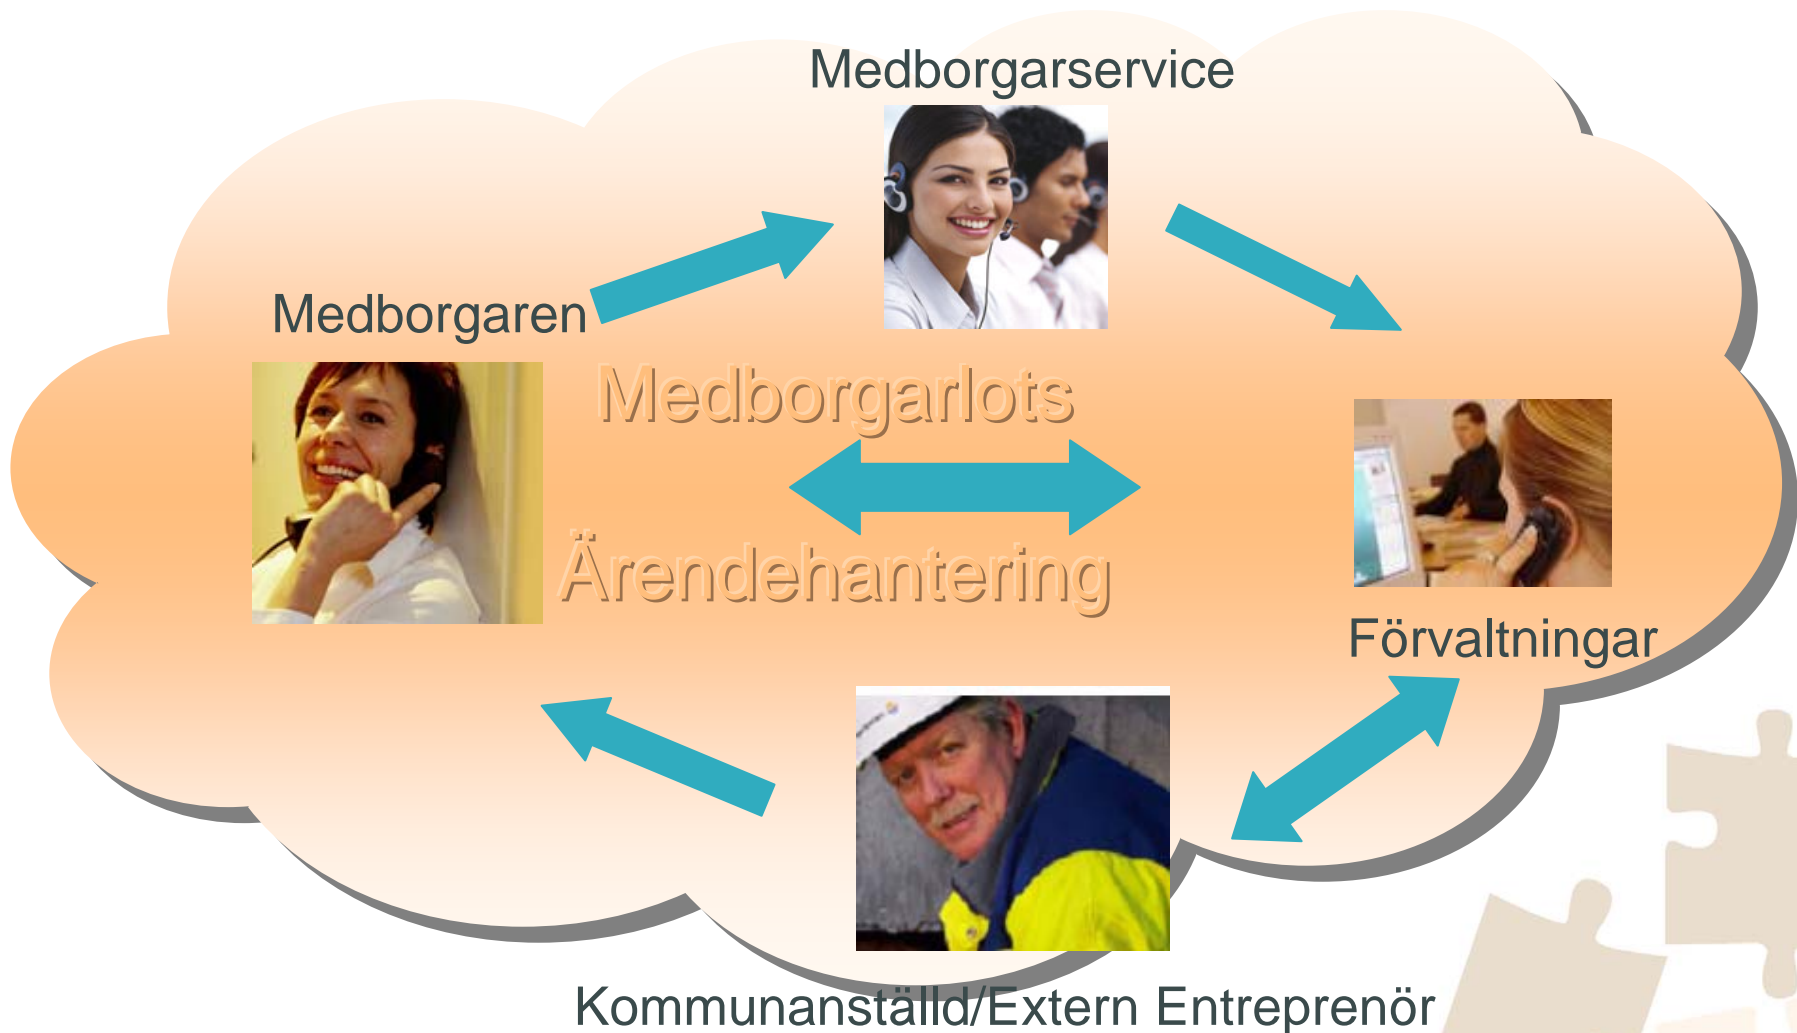 Medborgarservice
Medborgaren
Medborgarlots
Ärendehantering
Förvaltningar
Kommunanställd/Extern Entreprenör